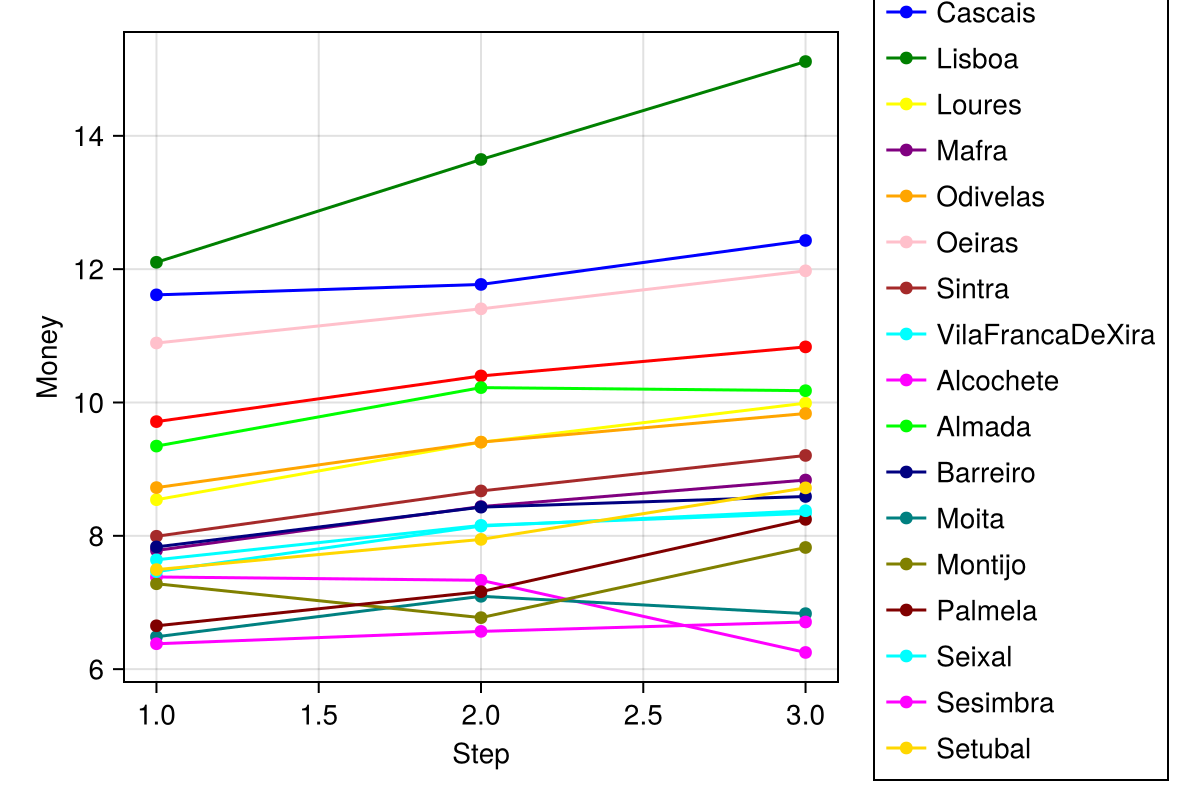 Cascais
Lisboa
Loures
Mafra
Odivelas
Oeiras
Sintra
VilaFrancaDeXira
Alcochete
Almada
Barreiro
Moita
Montijo
Palmela
Seixal
Sesimbra
Setubal
14
12
10
8
6
Money
1.0 1.5 2.0 2.5 3.0
Step